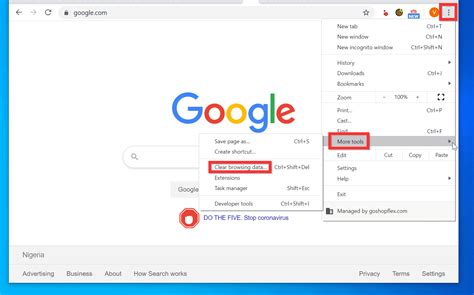 google.com
NEW
V
New tab Ctrl+T
New window Ctrl+N
New incognito window Ctrl+Shift+N
History
Downloads Ctrl+J
Bookmarks
Zoom - 100% +
Print... Ctrl+P
Cast...
Find... Ctrl+F
More tools
Edit Cut Copy Paste
Settings
Help
Exit
Managed by goshopflex.com
Save page as... Ctrl+S
Create shortcut...
Clear browsing data... Ctrl+Shift+Del
Extensions
Task manager Shift+Esc
Developer tools Ctrl+Shift+I
Google
Goog
DO THE FIVE. Stop coronavirus
Nigeria
Advertising Business About How Search works Privacy Terms Settings